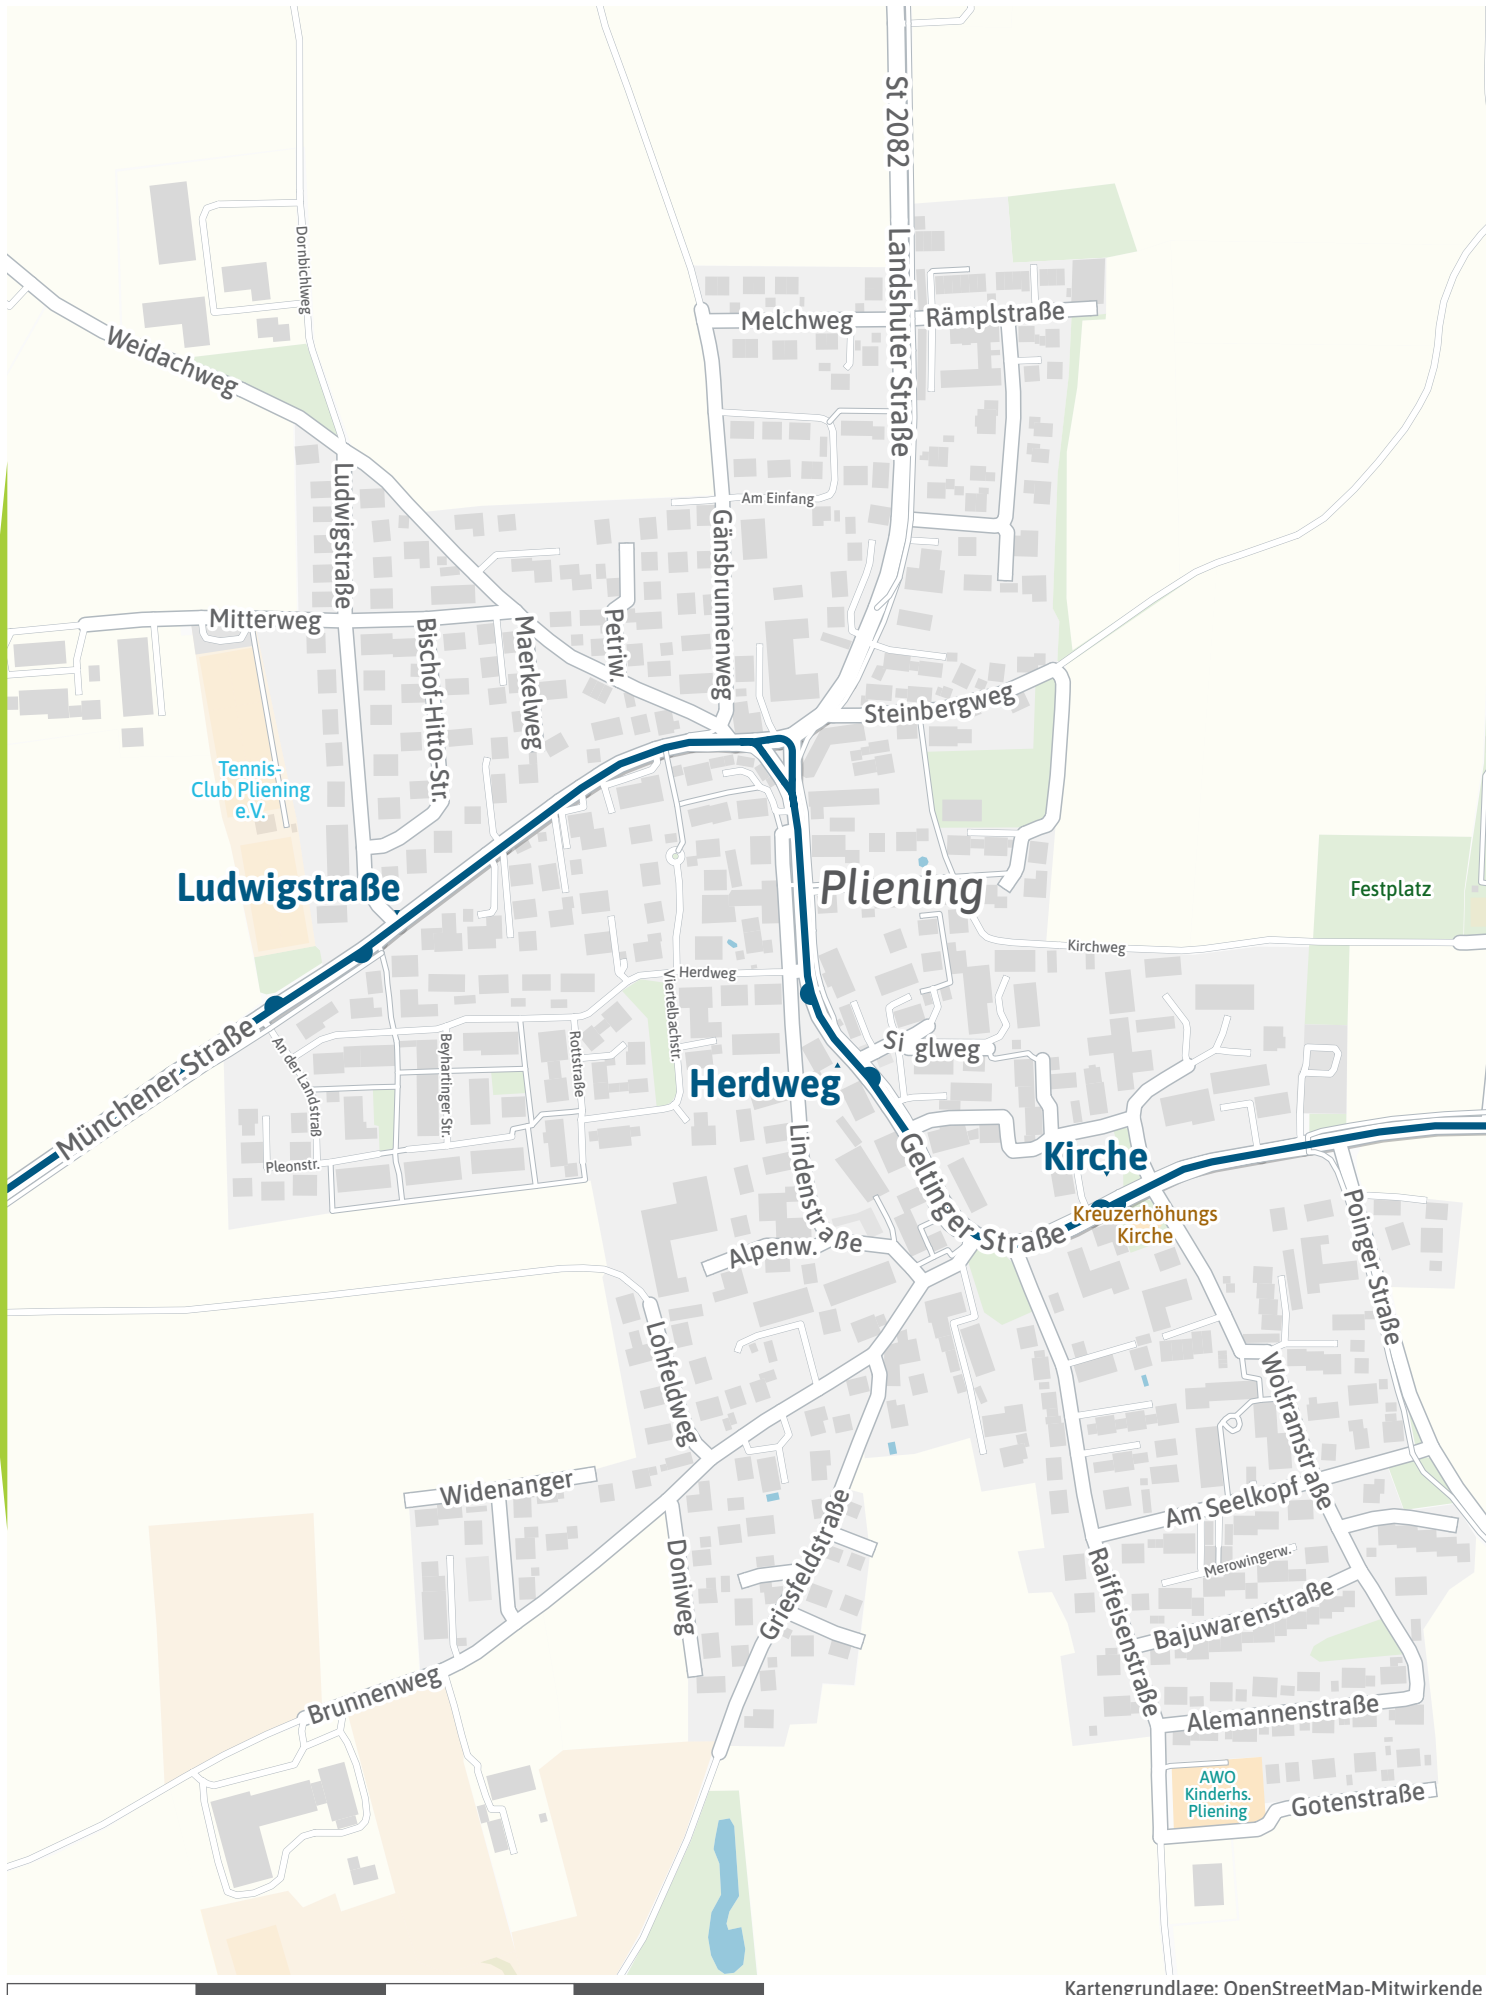 St 2082
Landshuter Straße
Dornbichlweg
Melchweg
Rämplstraße
Weidachweg
Ludwigstraße
Am Einfang
Gänsbrunnenweg
Mitterweg
Bischof-Hitto-Str.
Maerkelweg
Petriw.
Steinbergweg
Tennis-
Club Pliening
e.V.
Ludwigstraße
Pliening
Festplatz
Kirchweg
Herdweg
Viertelbachstr.
Münchener Straße
An der Landstraß
Beyhartinger Str.
Rottstraße
Si glweg
Herdweg
Pleonstr.
Lindenstraße
Geltinger Straße
Kirche
Kreuzerhöhungs
Kirche
Poinger Straße
Alpenw.
Lohfeldweg
Wolframstraße
Widenanger
Am Seelkopf
Doniweg
Griesfeldstraße
Raiffeisenstraße
Merowingerw.
Bajuwarenstraße
Brunnenweg
Alemannenstraße
AWO
Kinderhs.
Pliening
Gotenstraße
Kartengrundlage: OpenStreetMap-Mitwirkende